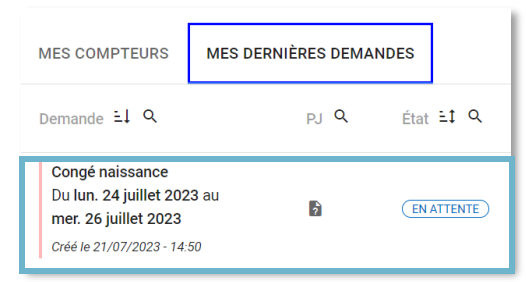 MES COMPTEURS MES DERNIÈRES DEMANDES
Demande PJ État
Congé naissance
Du lun. 24 juillet 2023 au
mer. 26 juillet 2023
EN ATTENTE
Créé le 21/07/2023 - 14:50